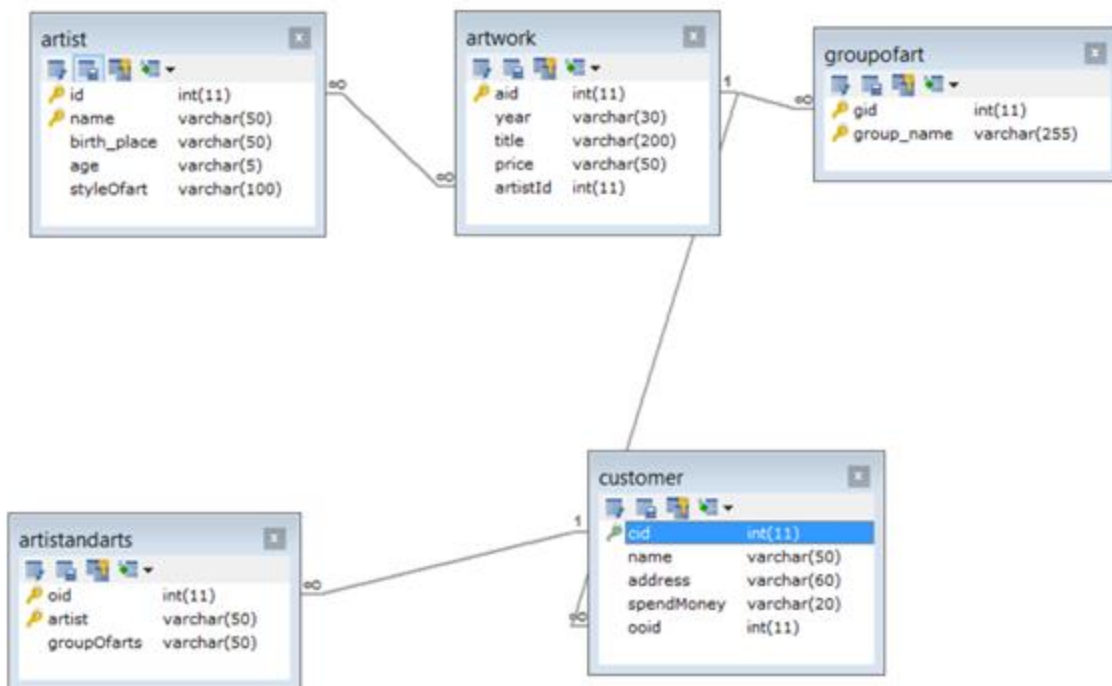 artist
id int(11)
name varchar(50)
birth_place varchar(50)
age varchar(5)
styleOfart varchar(100)
artwork
aid int(11)
year varchar(30)
title varchar(200)
price varchar(50)
artistId int(11)
groupofart
gid int(11)
group_name varchar(255)
∞
∞
1
∞
artistandarts
oid int(11)
artist varchar(50)
groupOfarts varchar(50)
customer
cid int(11)
name varchar(50)
address varchar(60)
spendMoney varchar(20)
ooid int(11)
1
∞